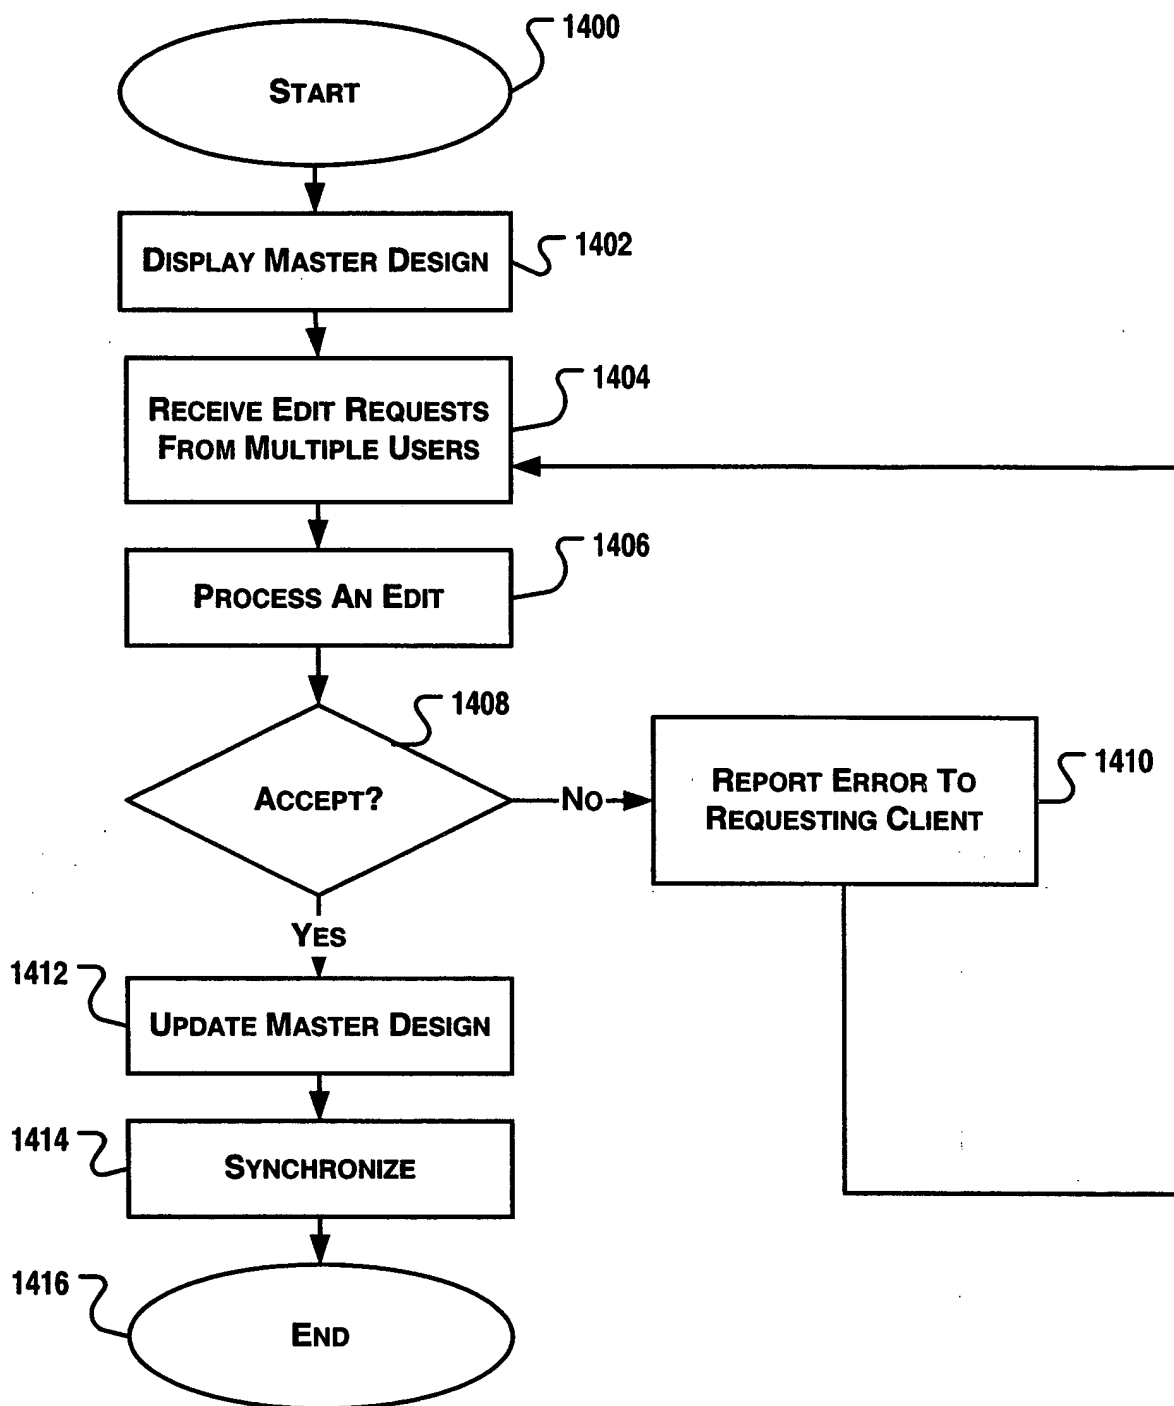 1400
START
DISPLAY MASTER DESIGN
1402
1404
RECEIVE EDIT REQUESTS
FROM MULTIPLE USERS
1406
PROCESS AN EDIT
1408
ACCEPT?
NO
REPORT ERROR TO
REQUESTING CLIENT
1410
YES
1412
UPDATE MASTER DESIGN
1414
SYNCHRONIZE
1416
END